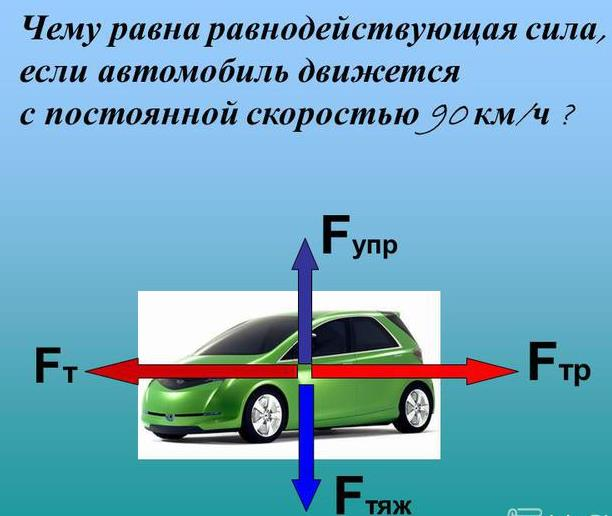 Чему равна равнодействующая сила,
если автомобиль движется
с постоянной скоростью 90 км/ч ?
Fупр
Fт
Fтр
Fтяж